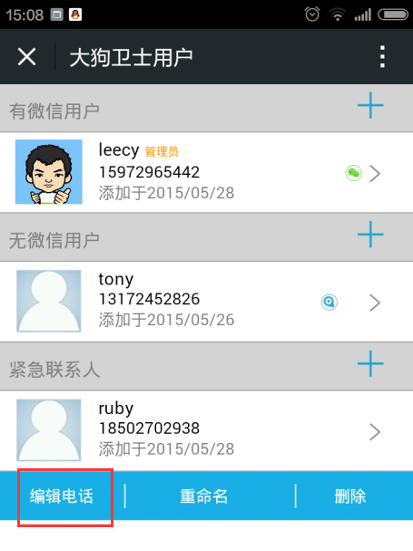 15:08
大狗卫士用户
有微信用户
leecy 管理员
15972965442
添加于2015/05/28
无微信用户
tony
13172452826
添加于2015/05/26
紧急联系人
ruby
18502702938
添加于2015/05/28
编辑电话 重命名 删除